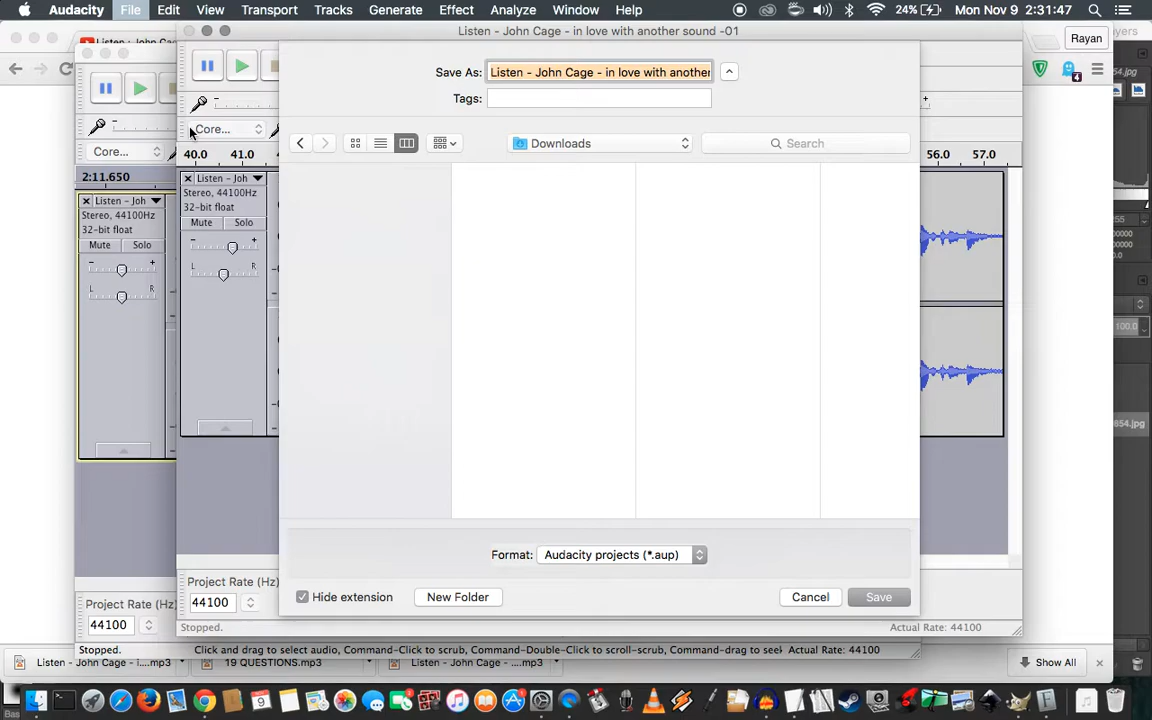 Audacity File Edit View Transport Tracks Generate Effect Analyze Window Help 24% Mon Nov 9 2:31:47
Listen - John Cage - in love with another sound -01
Rayan
Save As: Listen - John Cage - in love with another
Tags:
4
Core...
Core...
Downloads
Search
40.0 41.0
56.0 57.0
2:11.650
Listen - Joh
Stereo, 44100Hz
32-bit float
Mute Solo
- +
L R
Listen - Joh
Stereo, 44100Hz
32-bit float
Mute Solo
- +
L R
100.0
Format: Audacity projects (*.aup)
Hide extension
New Folder
Cancel
Save
Project Rate (Hz)
44100
Project Rate (Hz)
44100
Stopped.
Actual Rate: 44100
Stopped.
Click and drag to select audio, Command-Click to scrub, Command-Double-Click to scroll-scrub, Command-drag to seek
Actual Rate: 44100
Listen - John Cage - i....mp3
19 QUESTIONS.mp3
Listen - John Cage - ....mp3
Show All